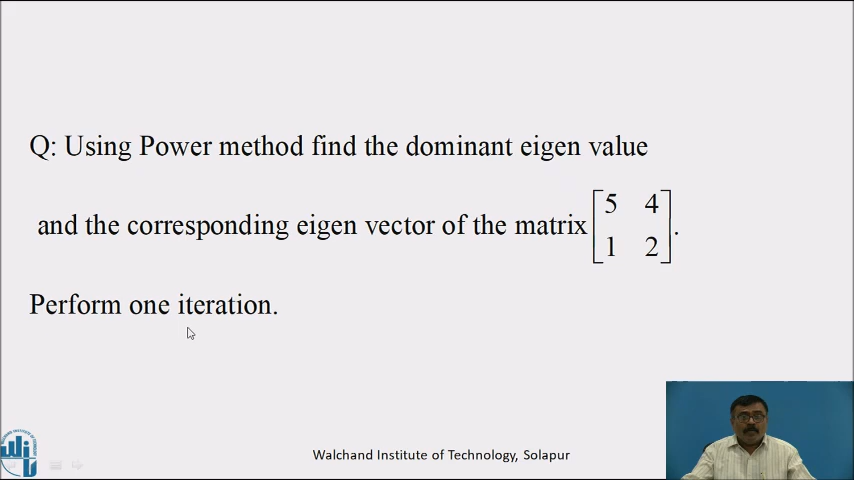 Q: Using Power method find the dominant eigen value
and the corresponding eigen vector of the matrix [5 4
1 2].
Perform one iteration.
Walchand Institute of Technology, Solapur